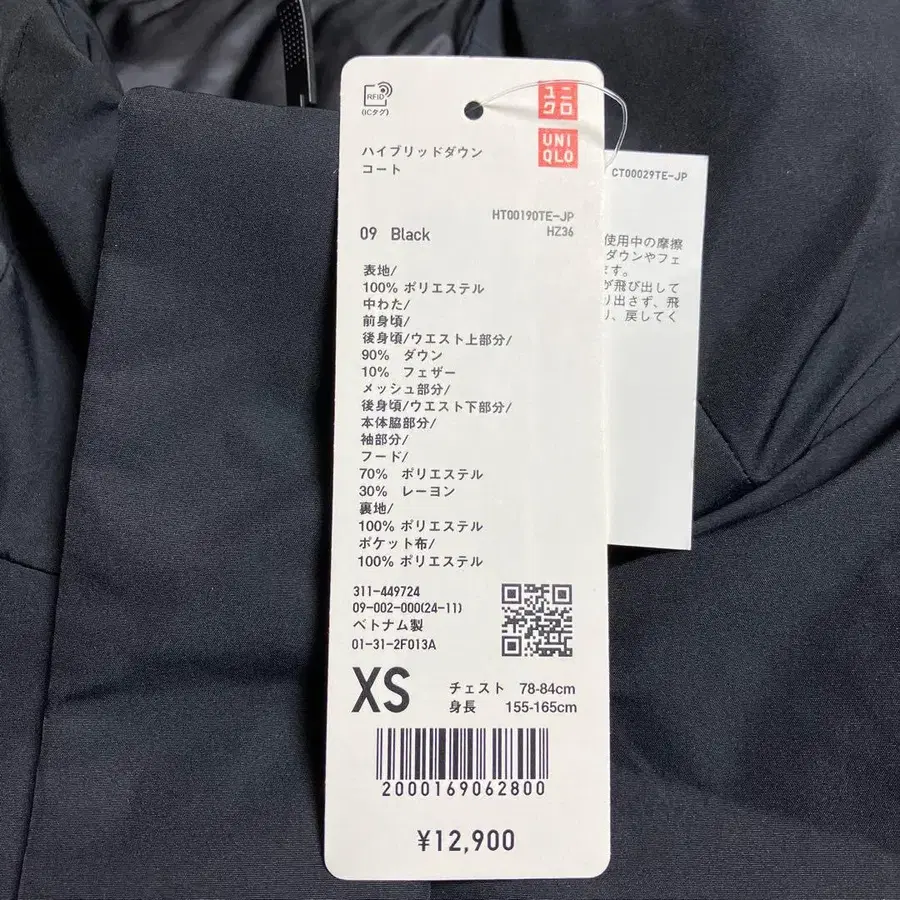 RFID
(ICタグ)
ユニ
クロ
UNI
QLO
ハイブリッドダウン
コート
HT00190TE-JP
HZ36
09 Black
表地/
100% ポリエステル
中わた/
前身頃/
後身頃/ウエスト上部分/
90% ダウン
10% フェザー
メッシュ部分/
後身頃/ウエスト下部分/
本体脇部分/
袖部分/
フード/
70% ポリエステル
30% レーヨン
裏地/
100% ポリエステル
ポケット布/
100% ポリエステル
311-449724
09-002-000(24-11)
ベトナム製
01-31-2F013A
XS
チェスト 78-84cm
身長 155-165cm
2000169062800
¥12,900
CT00029TE-JP
使用中の摩擦
ダウンやフェ
ます。
が飛び出して
り出さず、飛
り、戻してく